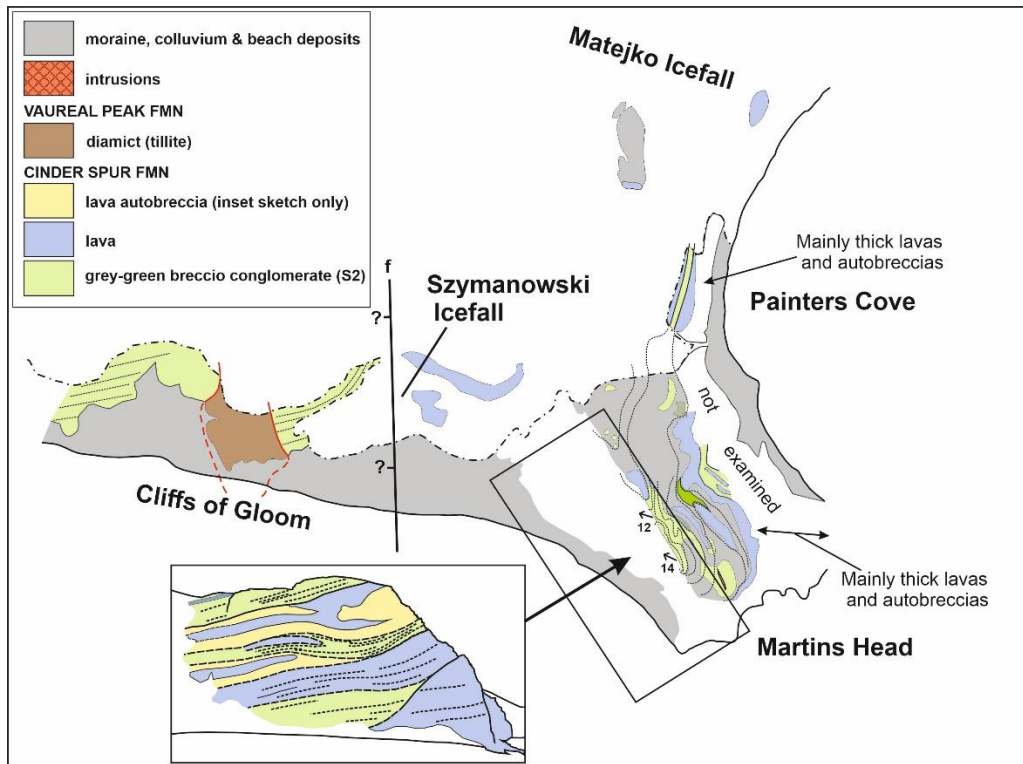 moraine, colluvium & beach deposits
intrusions
VAUREAL PEAK FMN
diamict (tillite)
CINDER SPUR FMN
lava autobreccia (inset sketch only)
lava
grey-green breccio conglomerate (S2)
Matejko Icefall
f
?
Szymanowski
Icefall
Mainly thick lavas
and autobreccias
Painters Cove
not
examined
?
Cliffs of Gloom
12
14
Mainly thick lavas
and autobreccias
Martins Head